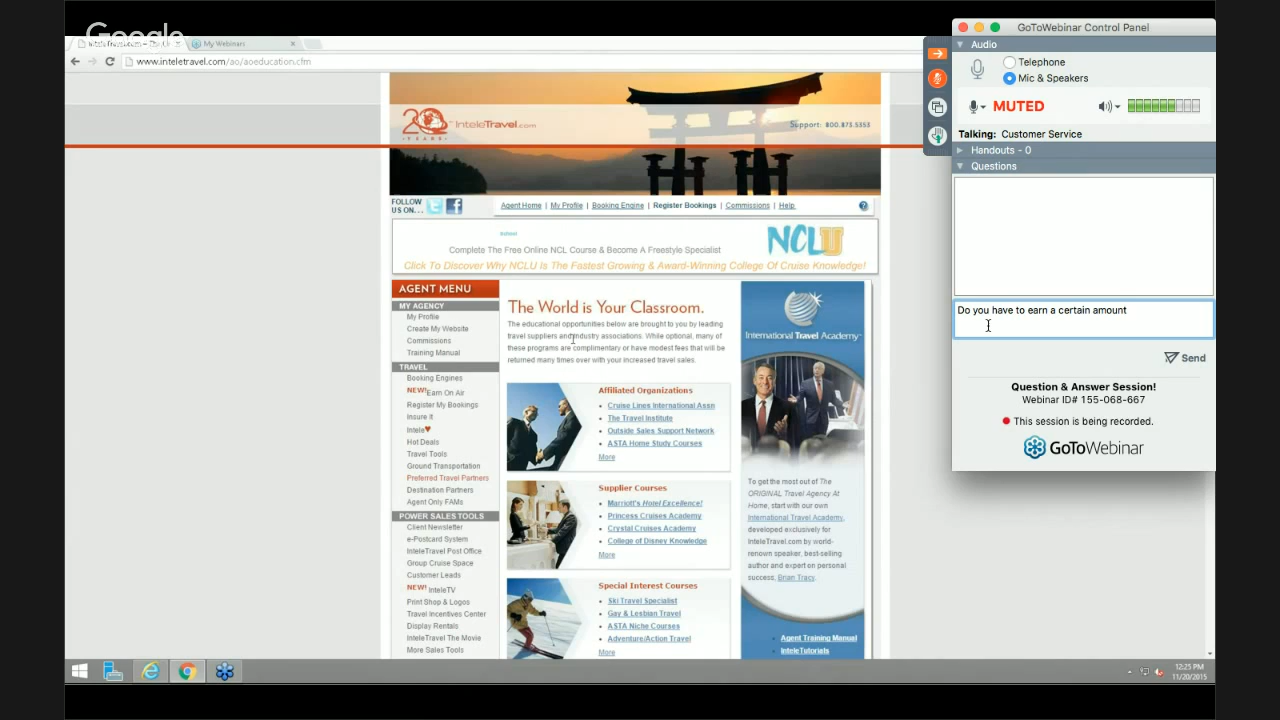 Google
My Webinars
www.inteletravel.com/ao/aoeducation.cfm
20
YEARS
InteleTravel.com
Support: 800.873.5353
FOLLOW
US ON...
Agent Home | My Profile | Booking Engine | Register Bookings | Commissions | Help
Complete The Free Online NCL Course & Become A Freestyle Specialist
NCLU
Click To Discover Why NCLU Is The Fastest Growing & Award-Winning College Of Cruise Knowledge!
AGENT MENU
MY AGENCY
My Profile
Create My Website
Commissions
Training Manual
TRAVEL
Booking Engines
NEW! Earn On Air
Register My Bookings
Insure it
Intele
Hot Deals
Travel Tools
Ground Transportation
Preferred Travel Partners
Destination Partners
Agent Only FAMs
POWER SALES TOOLS
Client Newsletter
e-Postcard System
InteleTravel Post Office
Group Cruise Space
Customer Leads
NEW! InteleTV
Print Shop & Logos
Travel Incentives Center
Display Rentals
InteleTravel The Movie
More Sales Tools
The World is Your Classroom.
The educational opportunities below are brought to you by leading
travel suppliers and industry associations. While optional, many of
these programs are complimentary or have modest fees that will be
returned many times over with your increased travel sales.
Affiliated Organizations
Cruise Lines International Assn
The Travel Institute
Outside Sales Support Network
ASTA Home Study Courses
More
Supplier Courses
Marriott's Hotel Excellence!
Princess Cruises Academy
Crystal Cruises Academy
College of Disney Knowledge
More
Special Interest Courses
Ski Travel Specialist
Gay & Lesbian Travel
ASTA Niche Courses
Adventure/Action Travel
More
International Travel Academy
To get the most out of The
ORIGINAL Travel Agency At
Home, start with our own
International Travel Academy,
developed exclusively for
InteleTravel.com by world-
renown speaker, best-selling
author and expert on personal
success, Brian Tracy.
Agent Training Manual
InteleTutorials
GoToWebinar Control Panel
Audio
Telephone
Mic & Speakers
MUTED
Talking: Customer Service
Handouts - 0
Questions
Do you have to earn a certain amount
Send
Question & Answer Session!
Webinar ID# 155-068-667
This session is being recorded.
GoToWebinar
12:25 PM
11/20/2015